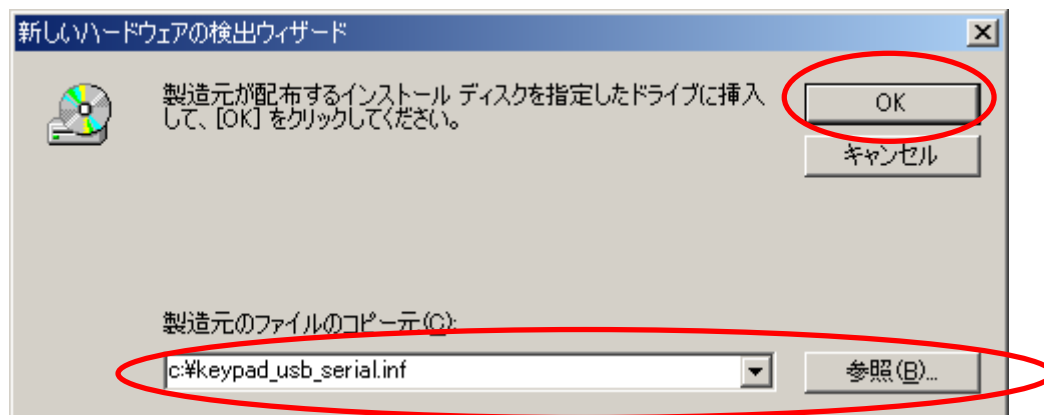 新しいハードウェアの検出ウィザード
製造元が配布するインストール ディスクを指定したドライブに挿入
して、[OK] をクリックしてください。
OK
キャンセル
製造元のファイルのコピー元(C):
c:¥keypad_usb_serial.inf
参照(B)...